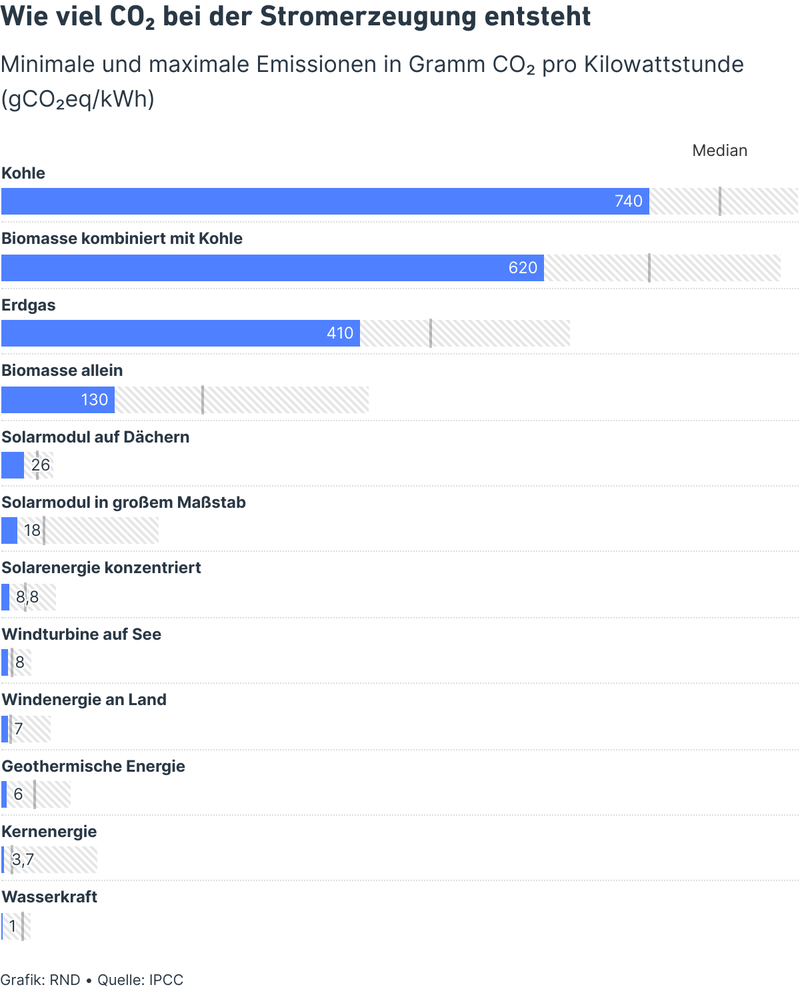 Wie viel CO₂ bei der Stromerzeugung entsteht
Minimale und maximale Emissionen in Gramm CO₂ pro Kilowattstunde
(gCO₂eq/kWh)
Median
Kohle
740
Biomasse kombiniert mit Kohle
620
Erdgas
410
Biomasse allein
130
Solarmodul auf Dächern
26
Solarmodul in großem Maßstab
18
Solarenergie konzentriert
8,8
Windturbine auf See
8
Windenergie an Land
7
Geothermische Energie
6
Kernenergie
3,7
Wasserkraft
1
Grafik: RND • Quelle: IPCC